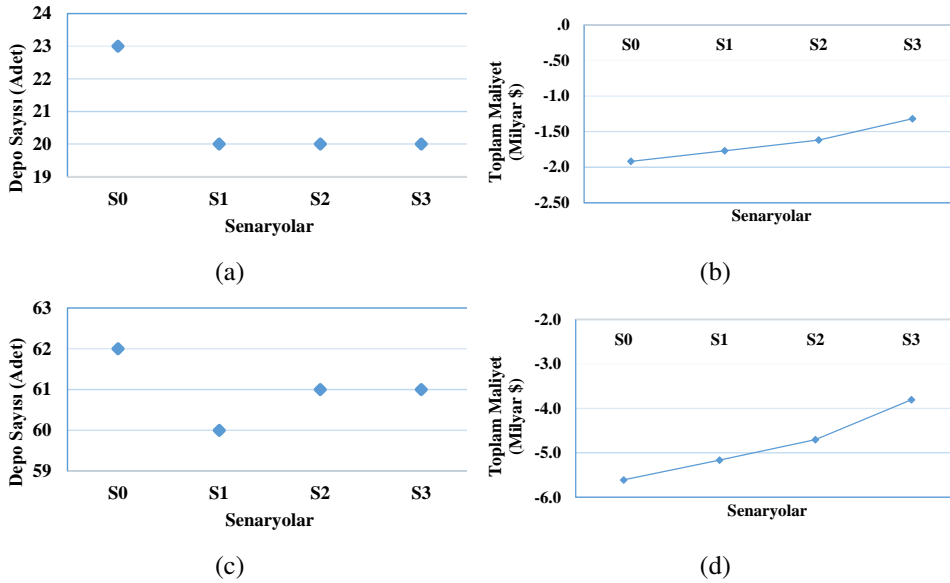 Depo Sayısı (Adet)
24
23
22
21
20
19
S0 S1 S2 S3
Senaryolar
(a)
Toplam Maliyet
(Milyar $)
.0
-.50
-1.0
-1.50
-2.0
-2.50
S0 S1 S2 S3
Senaryolar
(b)
Depo Sayısı (Adet)
63
62
61
60
59
S0 S1 S2 S3
Senaryolar
(c)
Toplam Maliyet
(Milyar $)
-2.0
-3.0
-4.0
-5.0
-6.0
S0 S1 S2 S3
Senaryolar
(d)